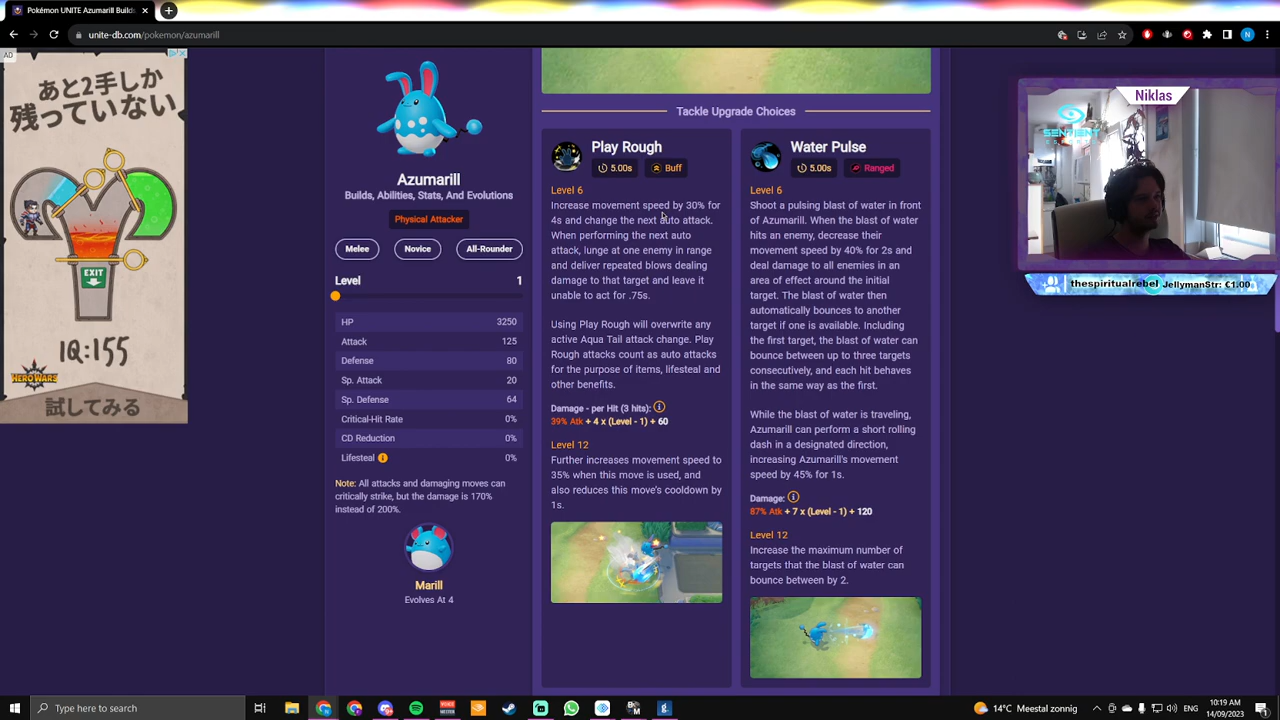 Pokémon UNITE Azumarill Builds
unite-db.com/pokemon/azumarill
AD
あと2手しか
残っていない
EXIT
IQ:155
HERO WARS
試してみる
Azumarill
Builds, Abilities, Stats, And Evolutions
Physical Attacker
Melee
Novice
All-Rounder
Level 1
HP 3250
Attack 125
Defense 80
Sp. Attack 20
Sp. Defense 64
Critical-Hit Rate 0%
CD Reduction 0%
Lifesteal 0%
Note: All attacks and damaging moves can
critically strike, but the damage is 170%
instead of 200%.
Marill
Evolves At 4
Tackle Upgrade Choices
Play Rough
5.00s
Buff
Level 6
Increase movement speed by 30% for
4s and change the next auto attack.
When performing the next auto
attack, lunge at one enemy in range
and deliver repeated blows dealing
damage to that target and leave it
unable to act for .75s.
Using Play Rough will overwrite any
active Aqua Tail attack change. Play
Rough attacks count as auto attacks
for the purpose of items, lifesteal and
other benefits.
Damage - per Hit (3 hits):
39% Atk + 4 x (Level - 1) + 60
Level 12
Further increases movement speed to
35% when this move is used, and
also reduces this move's cooldown by
1s.
Water Pulse
5.00s
Ranged
Level 6
Shoot a pulsing blast of water in front
of Azumarill. When the blast of water
hits an enemy, decrease their
movement speed by 40% for 2s and
deal damage to all enemies in an
area of effect around the initial
target. The blast of water then
automatically bounces to another
target if one is available. Including
the first target, the blast of water can
bounce between up to three targets
consecutively, and each hit behaves
in the same way as the first.
While the blast of water is traveling,
Azumarill can perform a short rolling
dash in a designated direction,
increasing Azumarill's movement
speed by 45% for 1s.
Damage:
87% Atk + 7 x (Level - 1) + 120
Level 12
Increase the maximum number of
targets that the blast of water can
bounce between by 2.
Niklas
SENTIENT
thespiritualrebel
JellymanStr: €1.00
Type here to search
14°C Meestal zonnig
10:19 AM
14/09/2023